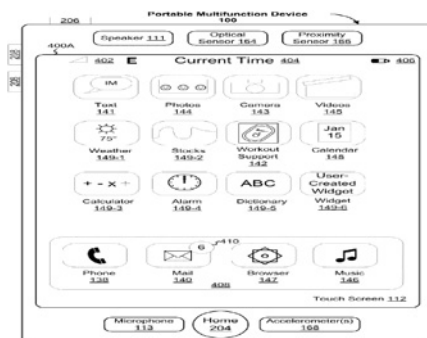 Portable Multifunction Device
100
206
Speaker 111
Optical
Sensor 164
Proximity
Sensor 166
208
400A
402 E Current Time 404 406
IM
Text
141
Photos
144
Camera
143
Videos
145
75°
Weather
149-1
Stocks
149-2
Workout
Support
142
Jan
15
Calendar
148
+ - x ÷
Calculator
149-3
Alarm
149-4
ABC
Dictionary
149-5
User-
Created
Widget
Widget
149-6
6 410
Phone
138
Mail
140
Browser
147
Music
146
408
Touch Screen 112
Microphone
113
Home
204
Accelerometer(s)
168